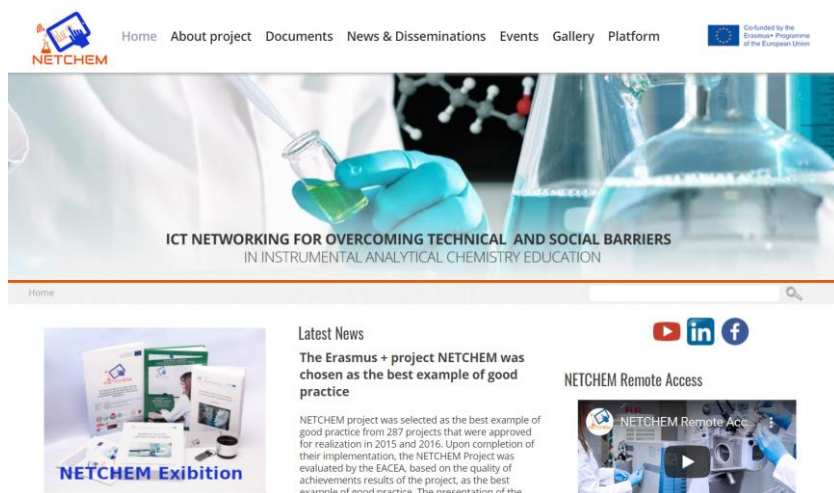 NETCHEM
Home About project Documents News & Disseminations Events Gallery Platform
Co-funded by the
Erasmus+ Programme
of the European Union
ICT NETWORKING FOR OVERCOMING TECHNICAL AND SOCIAL BARRIERS
IN INSTRUMENTAL ANALYTICAL CHEMISTRY EDUCATION
Home
NETCHEM Exibition
Latest News
The Erasmus + project NETCHEM was
chosen as the best example of good
practice
NETCHEM project was selected as the best example of
good practice from 287 projects that were approved
for realization in 2015 and 2016. Upon completion of
their implementation, the NETCHEM Project was
evaluated by the EACEA, based on the quality of
achievements results of the project, as the best
example of good practice. The presentation of the
in f
NETCHEM Remote Access
NETCHEM Remote Acc...